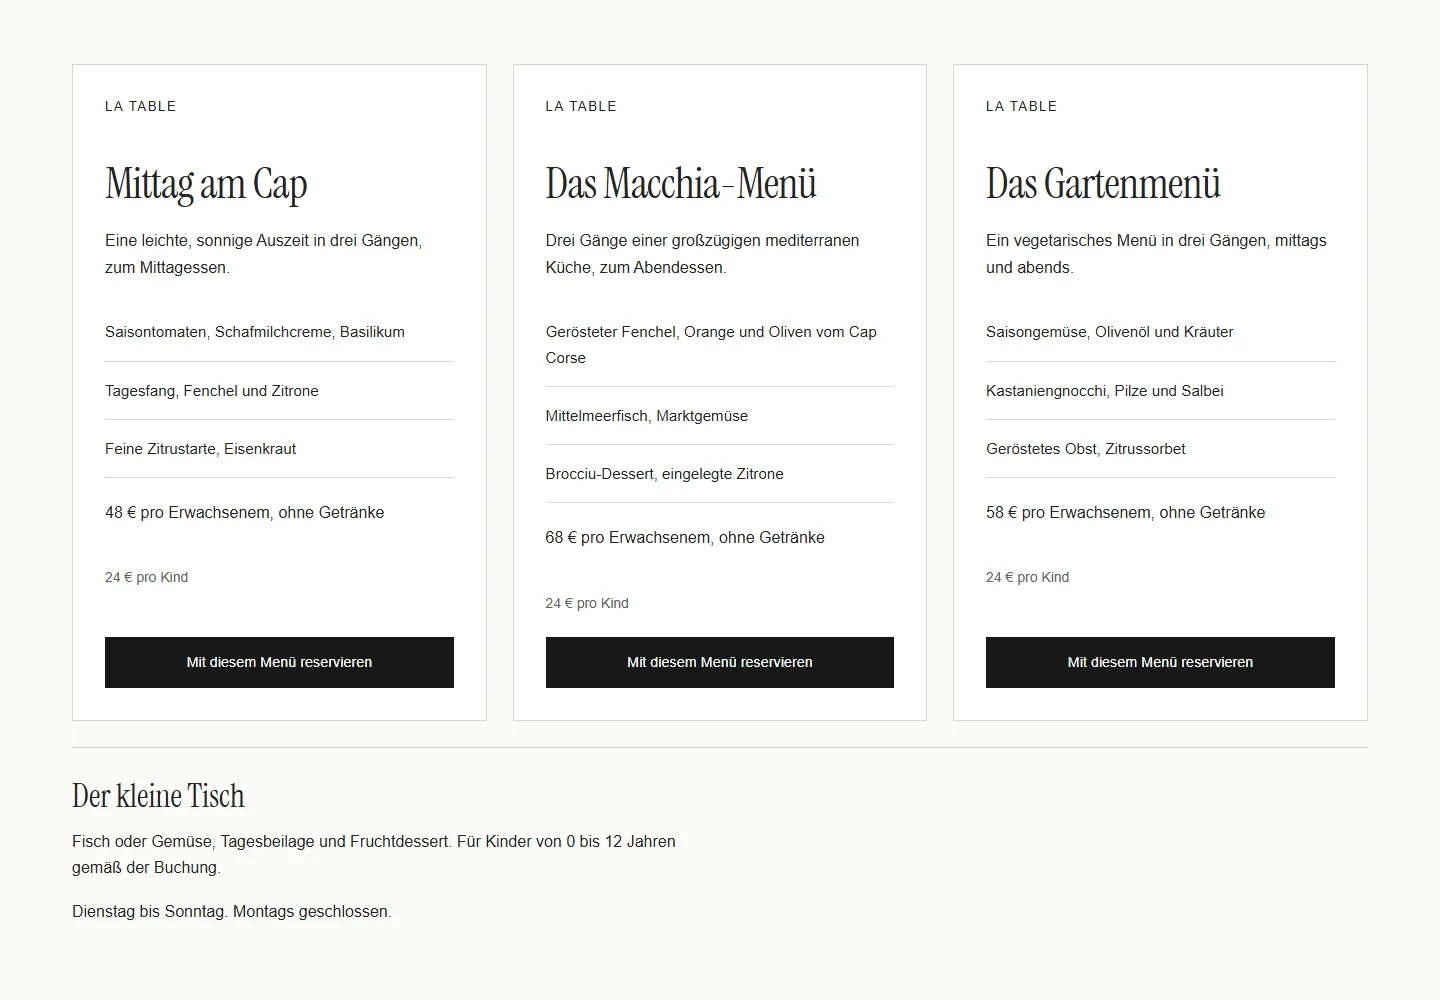 LA TABLE
Mittag am Cap
Eine leichte, sonnige Auszeit in drei Gängen,
zum Mittagessen.
Saisontomaten, Schafmilchcreme, Basilikum
Tagesfang, Fenchel und Zitrone
Feine Zitrustarte, Eisenkraut
48 € pro Erwachsenem, ohne Getränke
24 € pro Kind
Mit diesem Menü reservieren
LA TABLE
Das Macchia-Menü
Drei Gänge einer großzügigen mediterranen
Küche, zum Abendessen.
Gerösteter Fenchel, Orange und Oliven vom Cap
Corse
Mittelmeerfisch, Marktgemüse
Brocciu-Dessert, eingelegte Zitrone
68 € pro Erwachsenem, ohne Getränke
24 € pro Kind
Mit diesem Menü reservieren
LA TABLE
Das Gartenmenü
Ein vegetarisches Menü in drei Gängen, mittags
und abends.
Saisongemüse, Olivenöl und Kräuter
Kastaniengnocchi, Pilze und Salbei
Geröstetes Obst, Zitrussorbet
58 € pro Erwachsenem, ohne Getränke
24 € pro Kind
Mit diesem Menü reservieren
Der kleine Tisch
Fisch oder Gemüse, Tagesbeilage und Fruchtdessert. Für Kinder von 0 bis 12 Jahren
gemäß der Buchung.
Dienstag bis Sonntag. Montags geschlossen.